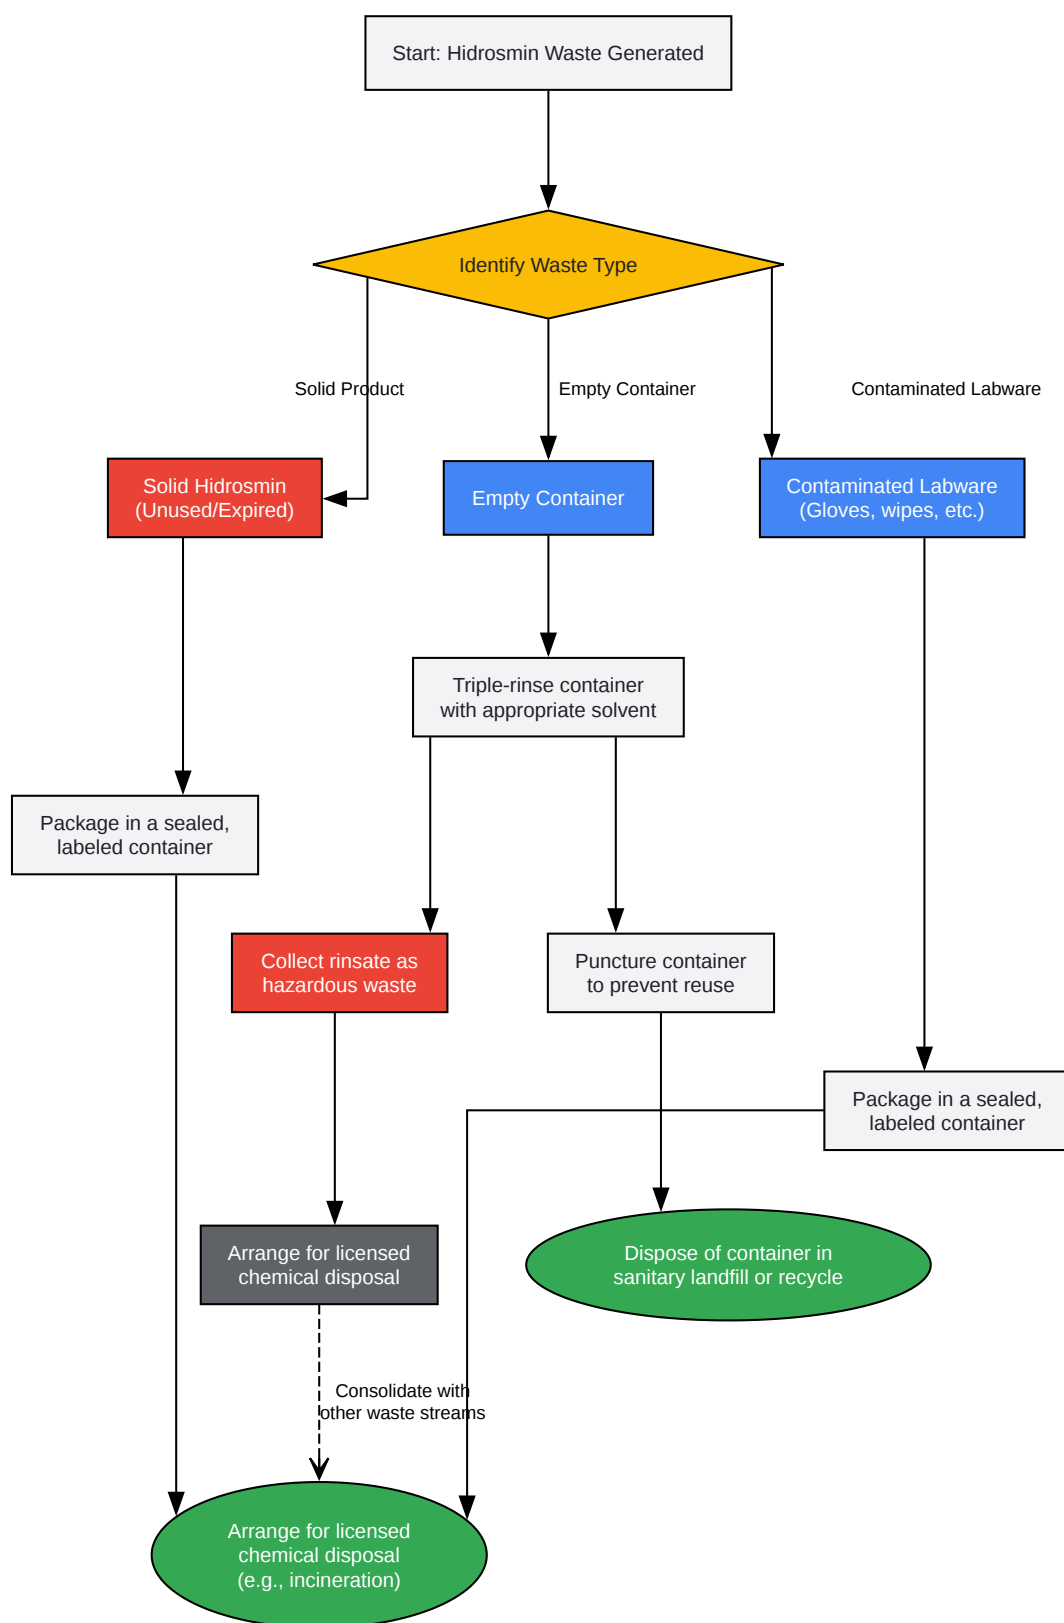 Start: Hidrosmin Waste Generated
Identify Waste Type
Solid Product
Empty Container
Contaminated Labware
Solid Hidrosmin
(Unused/Expired)
Empty Container
Contaminated Labware
(Gloves, wipes, etc.)
Triple-rinse container
with appropriate solvent
Package in a sealed,
labeled container
Collect rinsate as
hazardous waste
Puncture container
to prevent reuse
Package in a sealed,
labeled container
Arrange for licensed
chemical disposal
Dispose of container in
sanitary landfill or recycle
Consolidate with
other waste streams
Arrange for licensed
chemical disposal
(e.g., incineration)